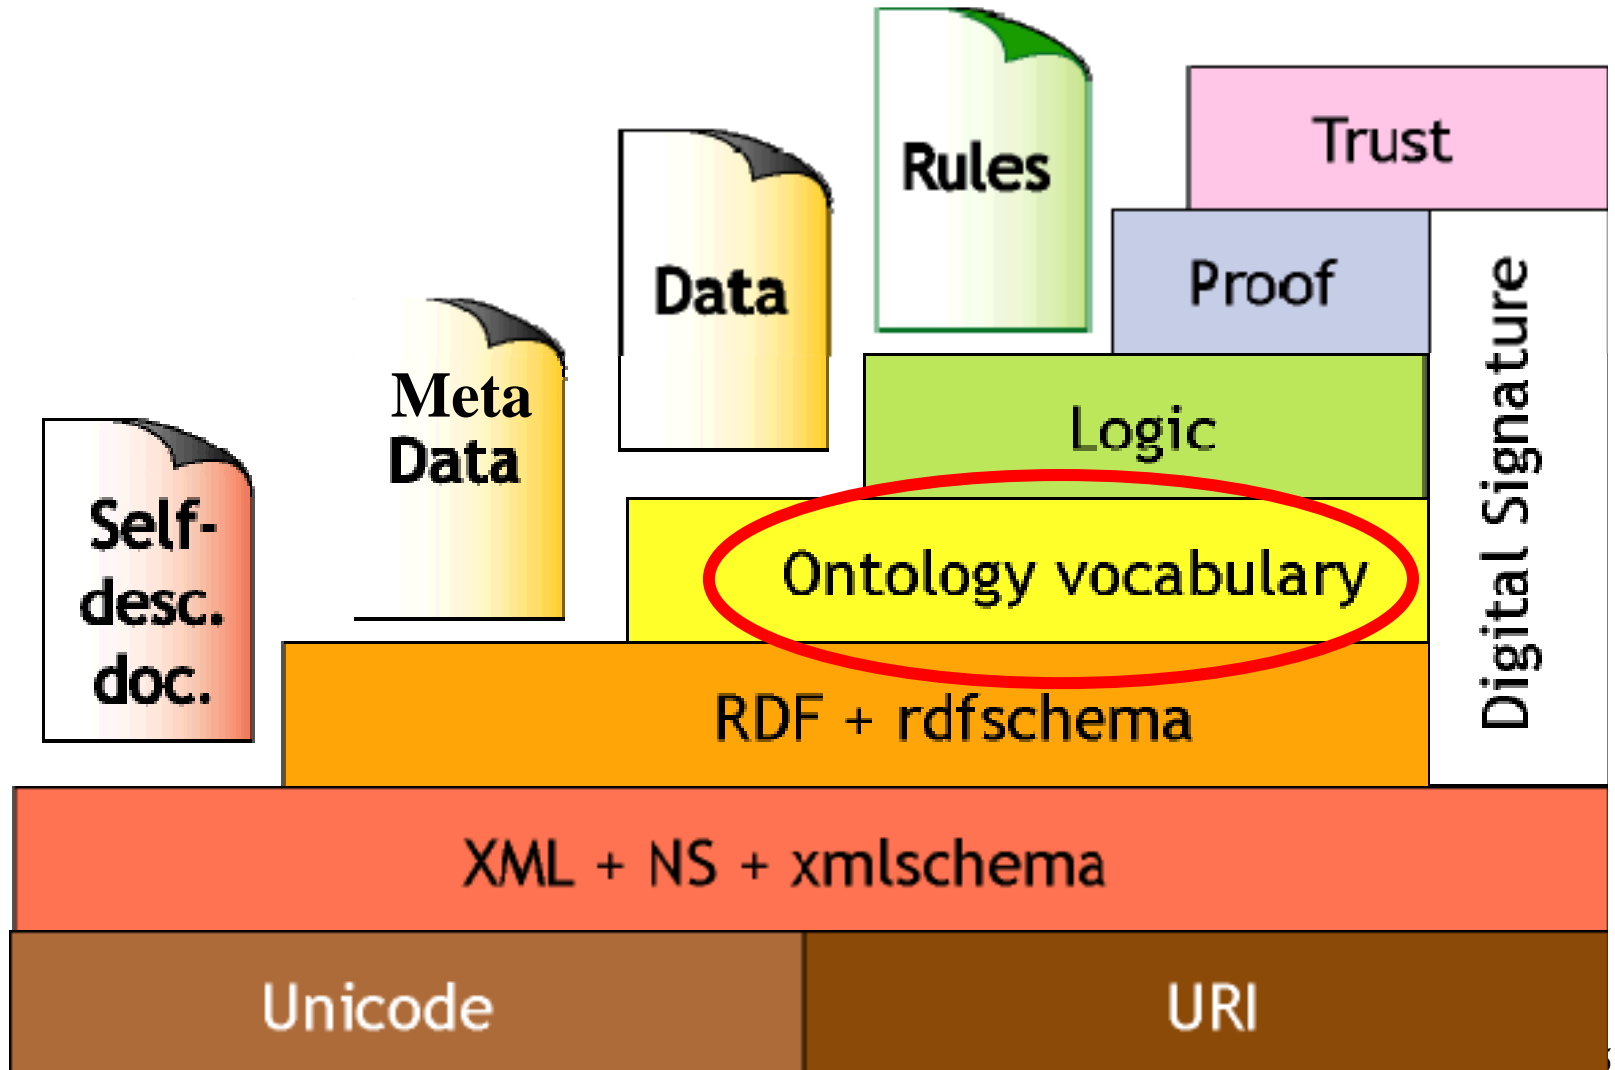 Rules
Trust
Data
Proof
Meta
Data
Logic
Self-
desc.
doc.
Ontology vocabulary
Digital Signature
RDF + rdfschema
XML + NS + xmlschema
Unicode
URI